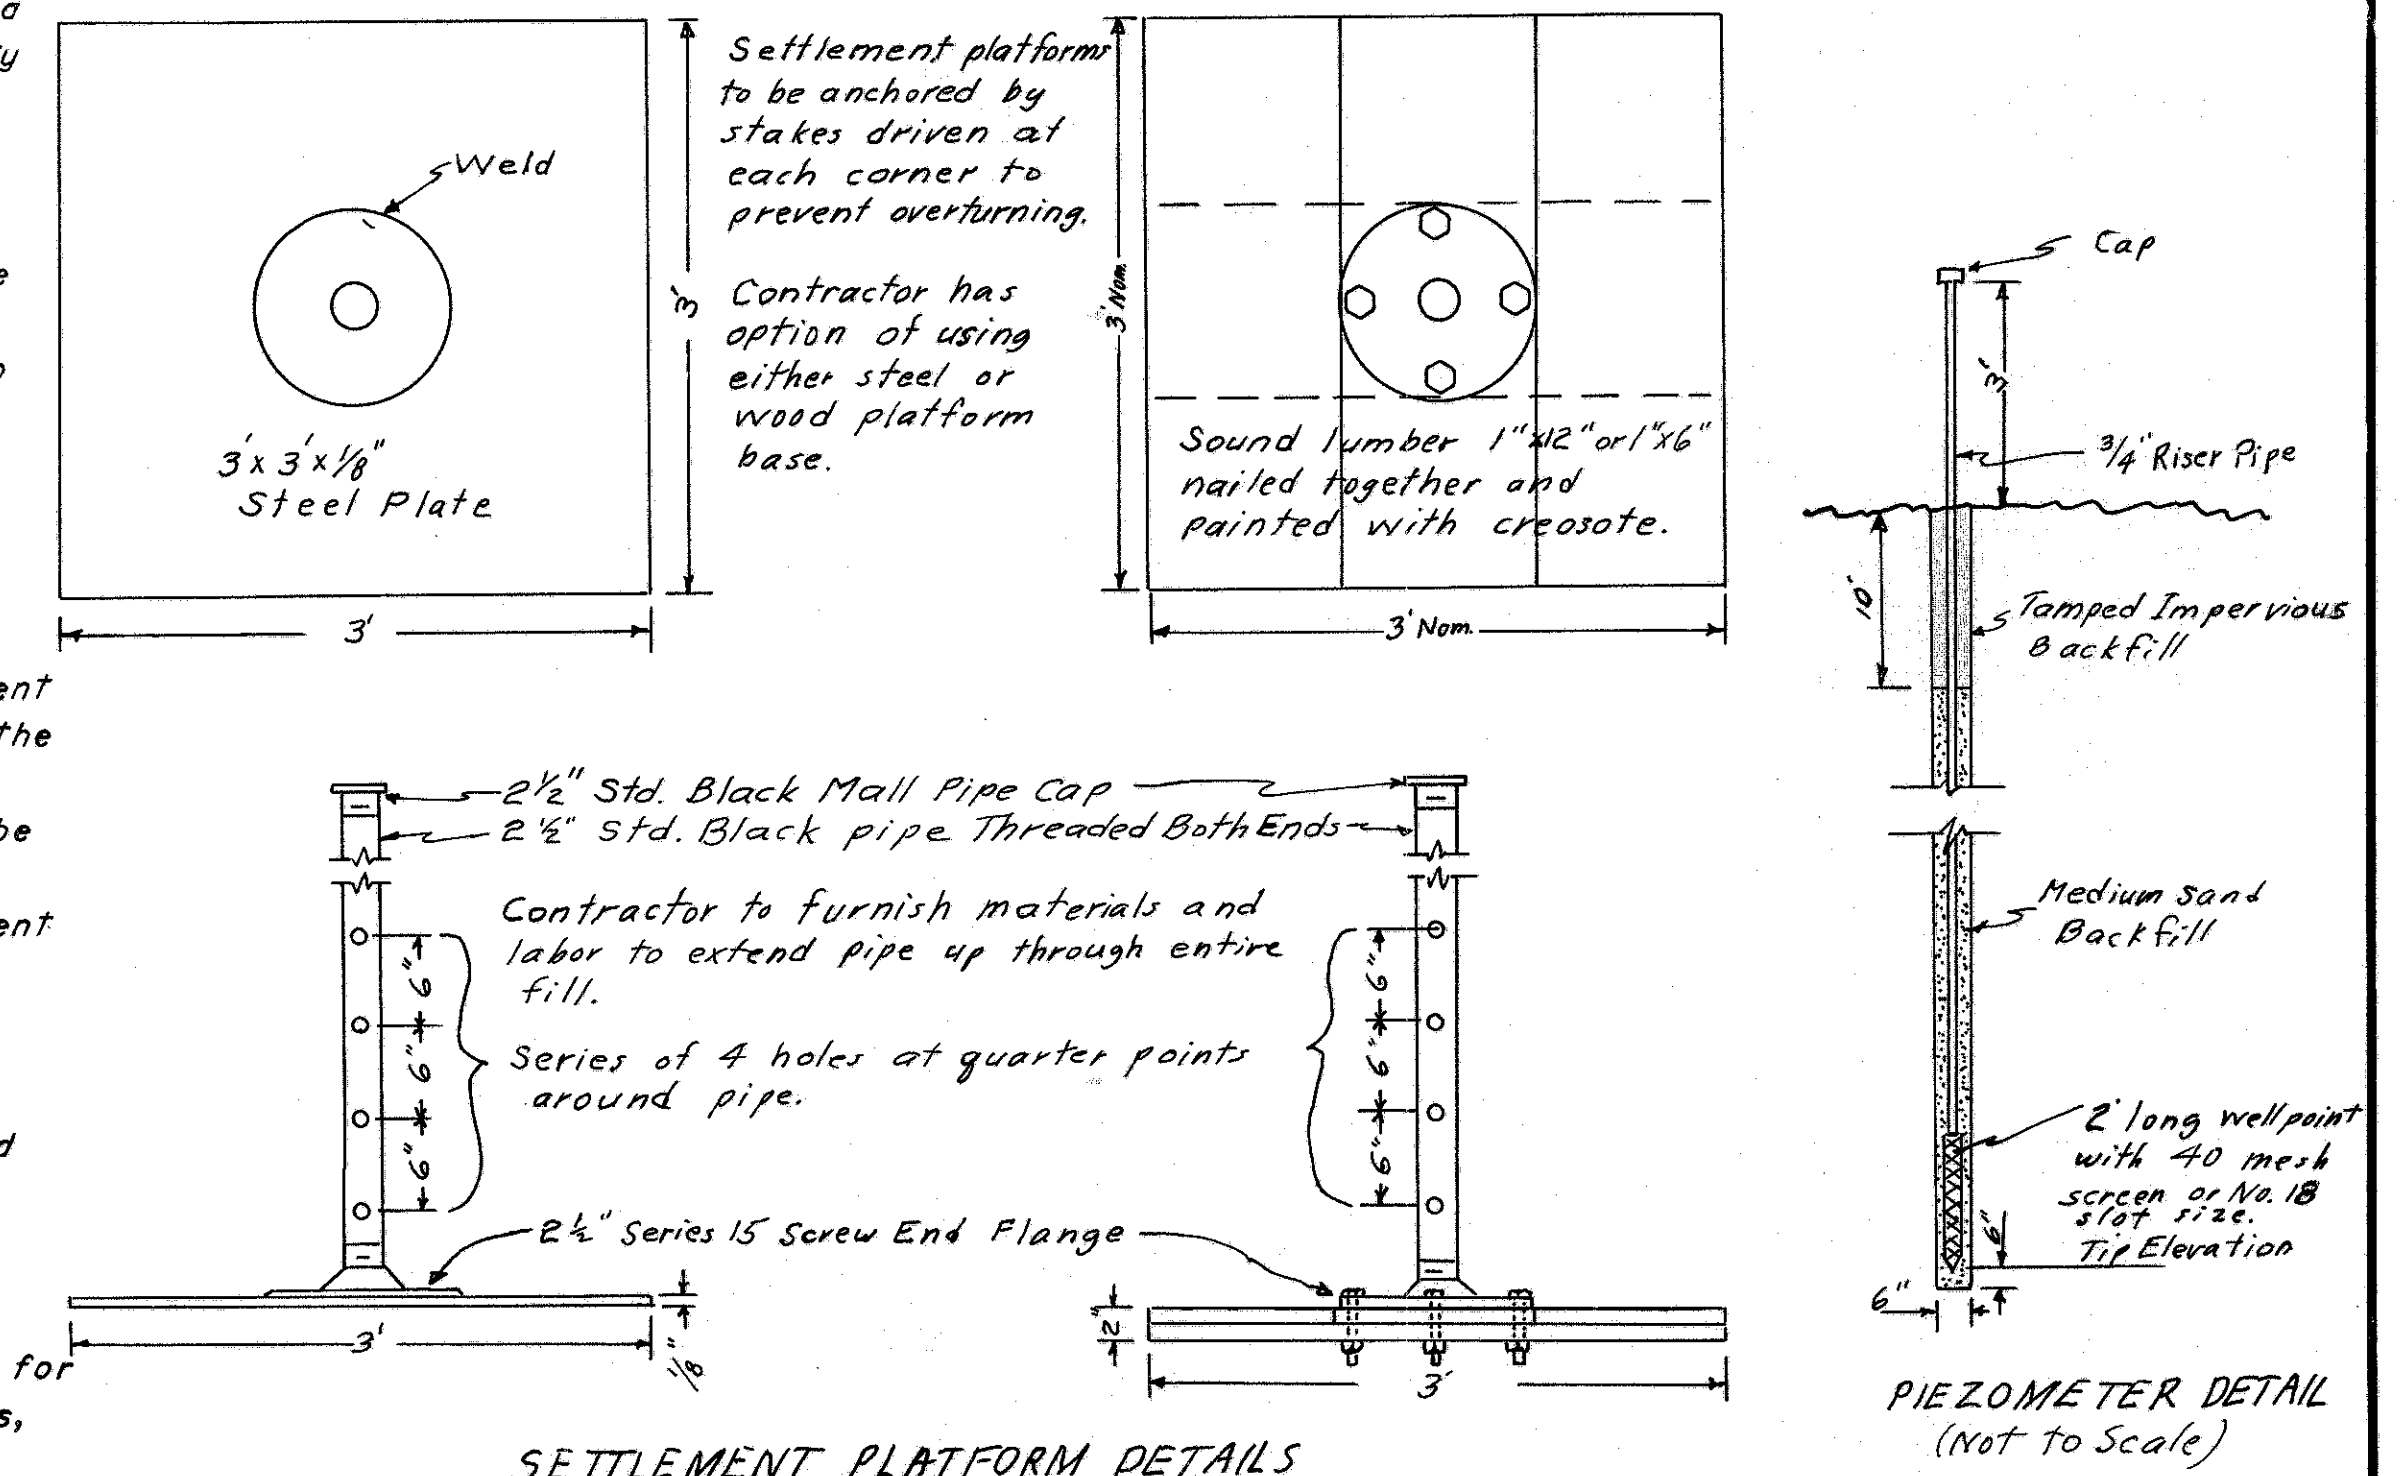 a
y
e
ent
the
be
ent
d
for
s,
Weld
3' x 3' x 1/8"
Steel Plate
3'
3'
Settlement platforms
to be anchored by
stakes driven at
each corner to
prevent overturning.
Contractor has
option of using
either steel or
wood platform
base.
3' Nom.
Sound lumber 1"x12" or 1"x6"
nailed together and
painted with creosote.
3' Nom.
Cap
3'
3/4" Riser Pipe
10'
Tamped Impervious
Backfill
Medium sand
Backfill
2' long wellpoint
with 40 mesh
screen or No. 18
slot size.
Tip Elevation
6"
6"
PIEZOMETER DETAIL
(Not to Scale)
2 1/2" Std. Black Mall Pipe Cap
2 1/2" Std. Black pipe Threaded Both Ends
Contractor to furnish materials and
labor to extend pipe up through entire
fill.
Series of 4 holes at quarter points
around pipe.
6"
6"
6"
6"
6"
6"
2 1/2" Series 15 Screw End Flange
3'
1/8"
2"
3'
SETTLEMENT PLATFORM DETAILS